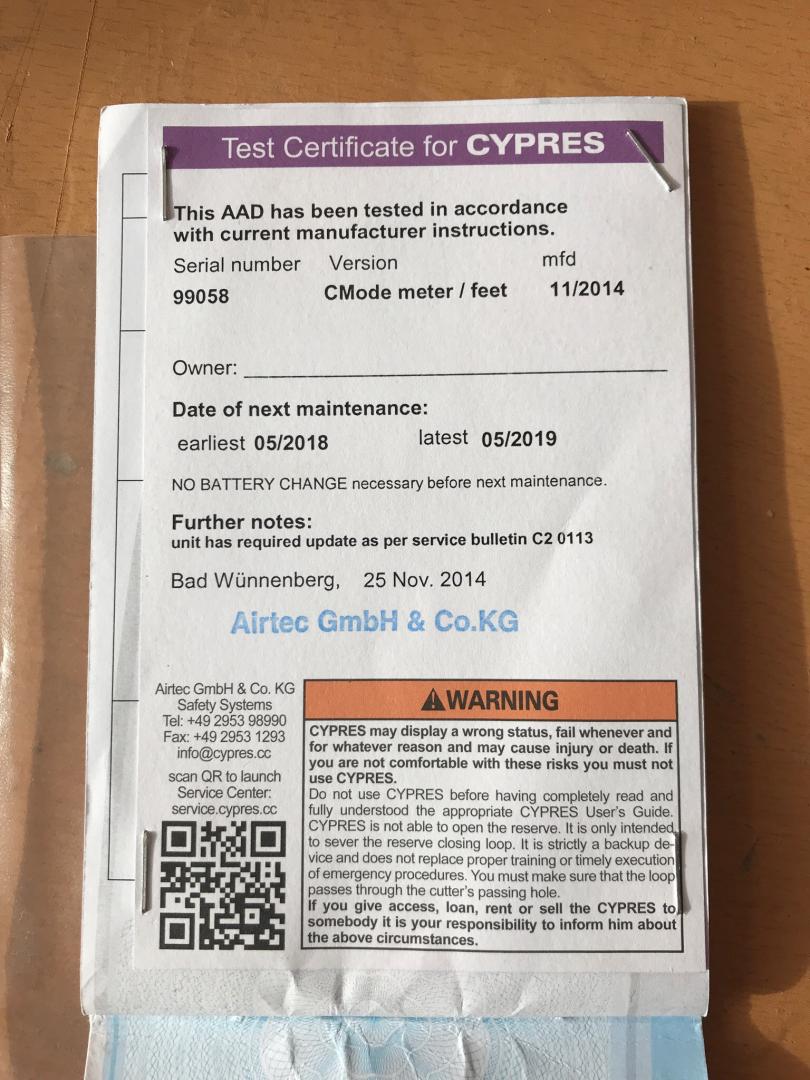 Test Certificate for CYPRES
This AAD has been tested in accordance
with current manufacturer instructions.
Serial number Version mfd
99058 CMode meter / feet 11/2014
Owner:
Date of next maintenance:
earliest 05/2018 latest 05/2019
NO BATTERY CHANGE necessary before next maintenance.
Further notes:
unit has required update as per service bulletin C2 0113
Bad Wünnenberg, 25 Nov. 2014
Airtec GmbH & Co.KG
Airtec GmbH & Co. KG
Safety Systems
Tel: +49 2953 98990
Fax: +49 2953 1293
info@cypres.cc
scan QR to launch
Service Center:
service.cypres.cc
WARNING
CYPRES may display a wrong status, fail whenever and
for whatever reason and may cause injury or death. If
you are not comfortable with these risks you must not
use CYPRES.
Do not use CYPRES before having completely read and
fully understood the appropriate CYPRES User's Guide.
CYPRES is not able to open the reserve. It is only intended
to sever the reserve closing loop. It is strictly a backup de-
vice and does not replace proper training or timely execution
of emergency procedures. You must make sure that the loop
passes through the cutter's passing hole.
If you give access, loan, rent or sell the CYPRES to
somebody it is your responsibility to inform him about
the above circumstances.